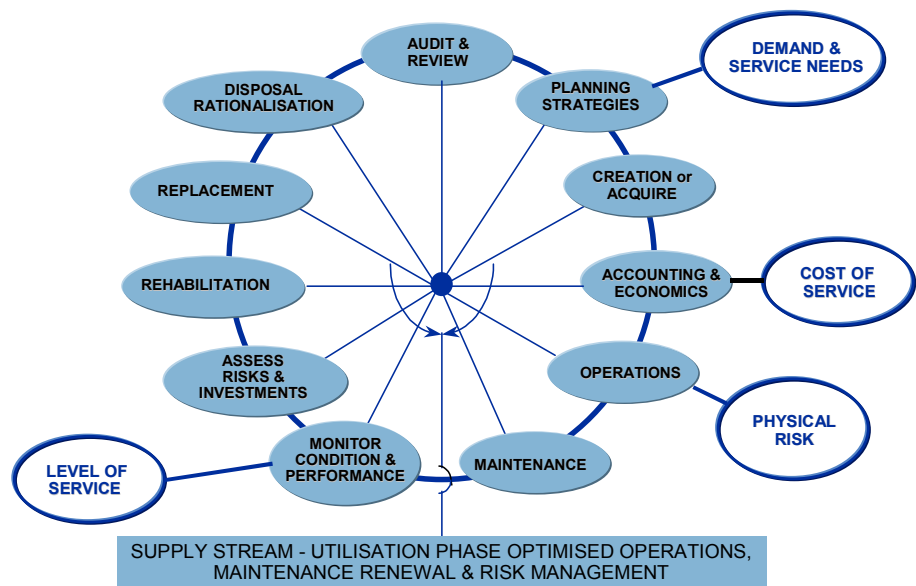 AUDIT &
REVIEW
DEMAND &
SERVICE NEEDS
PLANNING
STRATEGIES
DISPOSAL
RATIONALISATION
CREATION or
ACQUIRE
REPLACEMENT
ACCOUNTING &
ECONOMICS
COST OF
SERVICE
REHABILITATION
OPERATIONS
ASSESS
RISKS &
INVESTMENTS
PHYSICAL
RISK
MONITOR
CONDITION &
PERFORMANCE
MAINTENANCE
LEVEL OF
SERVICE
SUPPLY STREAM - UTILISATION PHASE OPTIMISED OPERATIONS,
MAINTENANCE RENEWAL & RISK MANAGEMENT